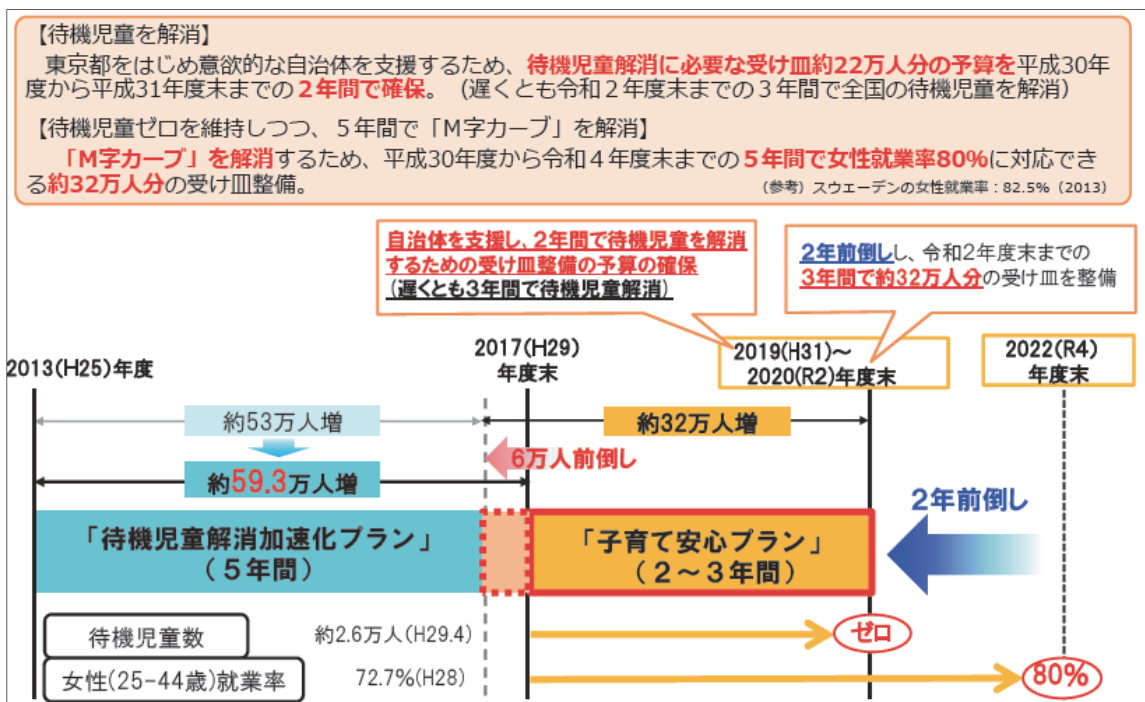 【待機児童を解消】
東京都をはじめ意欲的な自治体を支援するため、待機児童解消に必要な受け皿約22万人分の予算を平成30年
度から平成31年度末までの２年間で確保。（遅くとも令和２年度末までの３年間で全国の待機児童を解消）
【待機児童ゼロを維持しつつ、５年間で「M字カーブ」を解消】
「M字カーブ」を解消するため、平成30年度から令和４年度末までの５年間で女性就業率80%に対応でき
る約32万人分の受け皿整備。
（参考）スウエーデンの女性就業率：82.5%（2013）
自治体を支援し、2年間で待機児童を解消
するための受け皿整備の予算の確保
（遅くとも3年間で待機児童解消）
2年前倒しし、令和2年度末までの
3年間で約32万人分の受け皿を整備
2013(H25)年度
2017(H29)
年度末
2019(H31)～
2020(R2)年度末
2022(R4)
年度末
約53万人増
約32万人増
6万人前倒し
約59.3万人増
2年前倒し
「待機児童解消加速化プラン」
（５年間）
「子育て安心プラン」
（２～３年間）
待機児童数
約2.6万人(H29.4)
ゼロ
女性(25-44歳)就業率
72.7%(H28)
80%